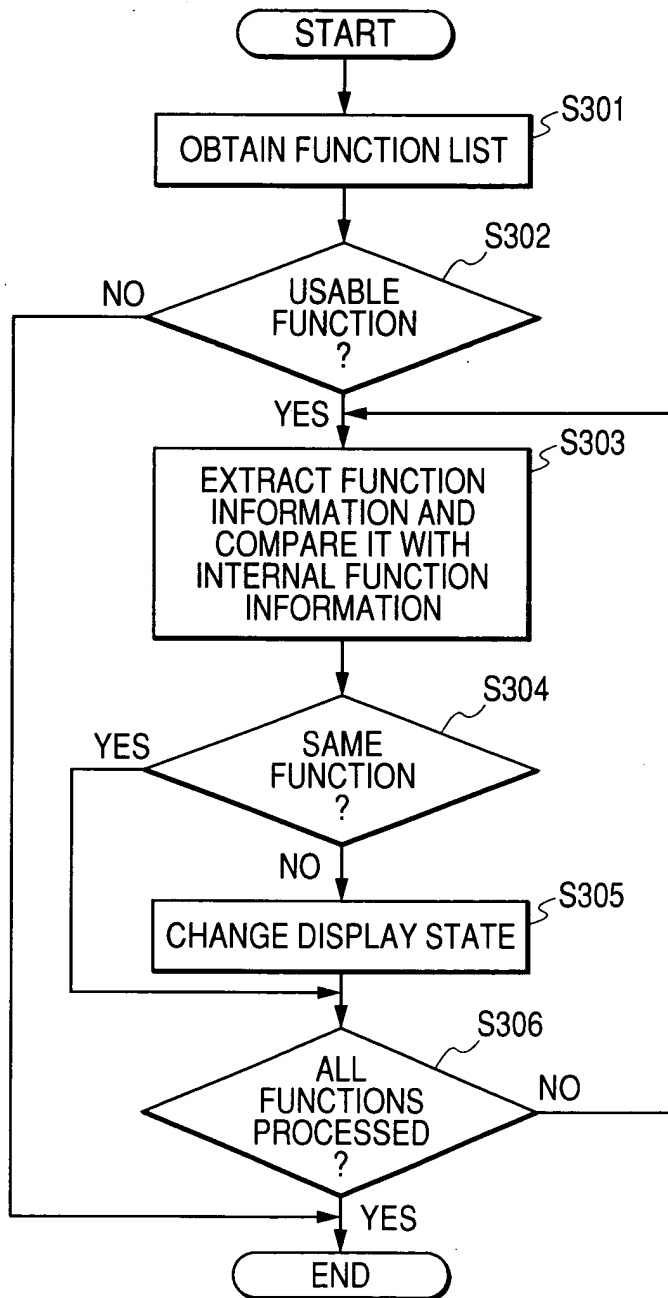 START
S301
OBTAIN FUNCTION LIST
S302
NO
USABLE
FUNCTION
?
YES
S303
EXTRACT FUNCTION
INFORMATION AND
COMPARE IT WITH
INTERNAL FUNCTION
INFORMATION
S304
YES
SAME
FUNCTION
?
NO
S305
CHANGE DISPLAY STATE
S306
ALL
FUNCTIONS
PROCESSED
?
NO
YES
END